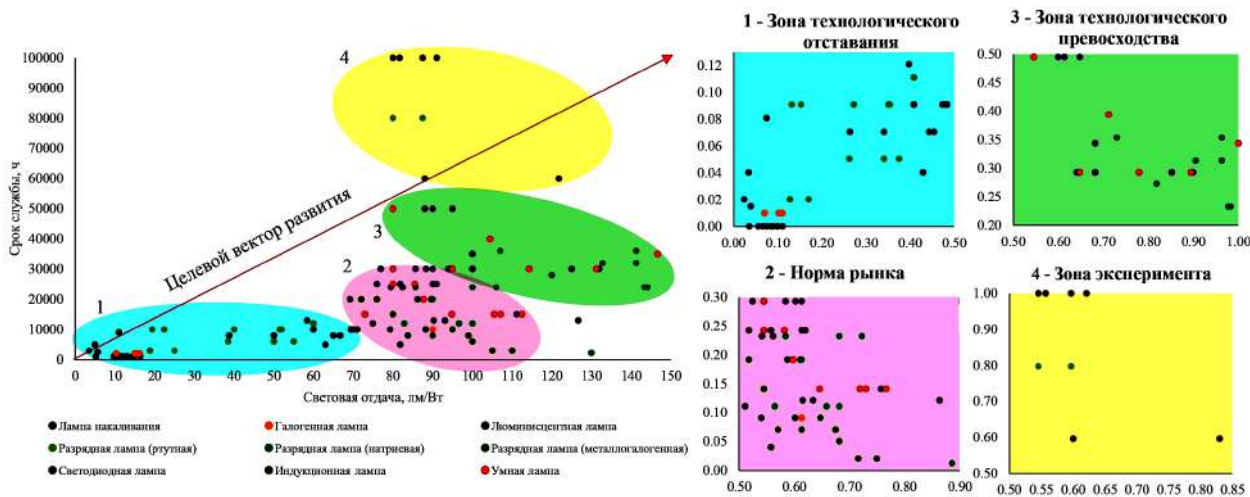 Срок службы, ч
100000
90000
80000
70000
60000
50000
40000
30000
20000
10000
0
4
Целевой вектор развития
3
2
1
0 10 20 30 40 50 60 70 80 90 100 110 120 130 140 150
Световая отдача, лм/Вт
Лампа накаливания
Галогенная лампа
Люминисцентная лампа
Разрядная лампа (ртутная)
Разрядная лампа (натриевая)
Разрядная лампа (металлогалогенная)
Светодиодная лампа
Индукционная лампа
Умная лампа
1 - Зона технологического
отставания
0.12
0.10
0.08
0.06
0.04
0.02
0.00
0.00 0.10 0.20 0.30 0.40 0.50
3 - Зона технологического
превосходства
0.50
0.45
0.40
0.35
0.30
0.25
0.20
0.50 0.60 0.70 0.80 0.90 1.00
2 - Норма рынка
0.30
0.25
0.20
0.15
0.10
0.05
0.00
0.50 0.60 0.70 0.80 0.90
4 - Зона эксперимента
1.00
0.90
0.80
0.70
0.60
0.50
0.50 0.55 0.60 0.65 0.70 0.75 0.80 0.85